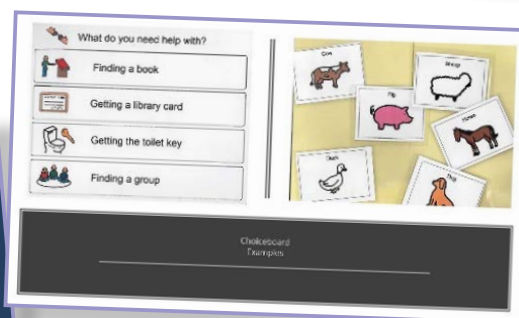 What do you need help with?
Finding a book
Getting a library card
Getting the toilet key
Finding a group
Cow
Sheep
Pig
Horse
Duck
Dog
Choiceboard
Examples